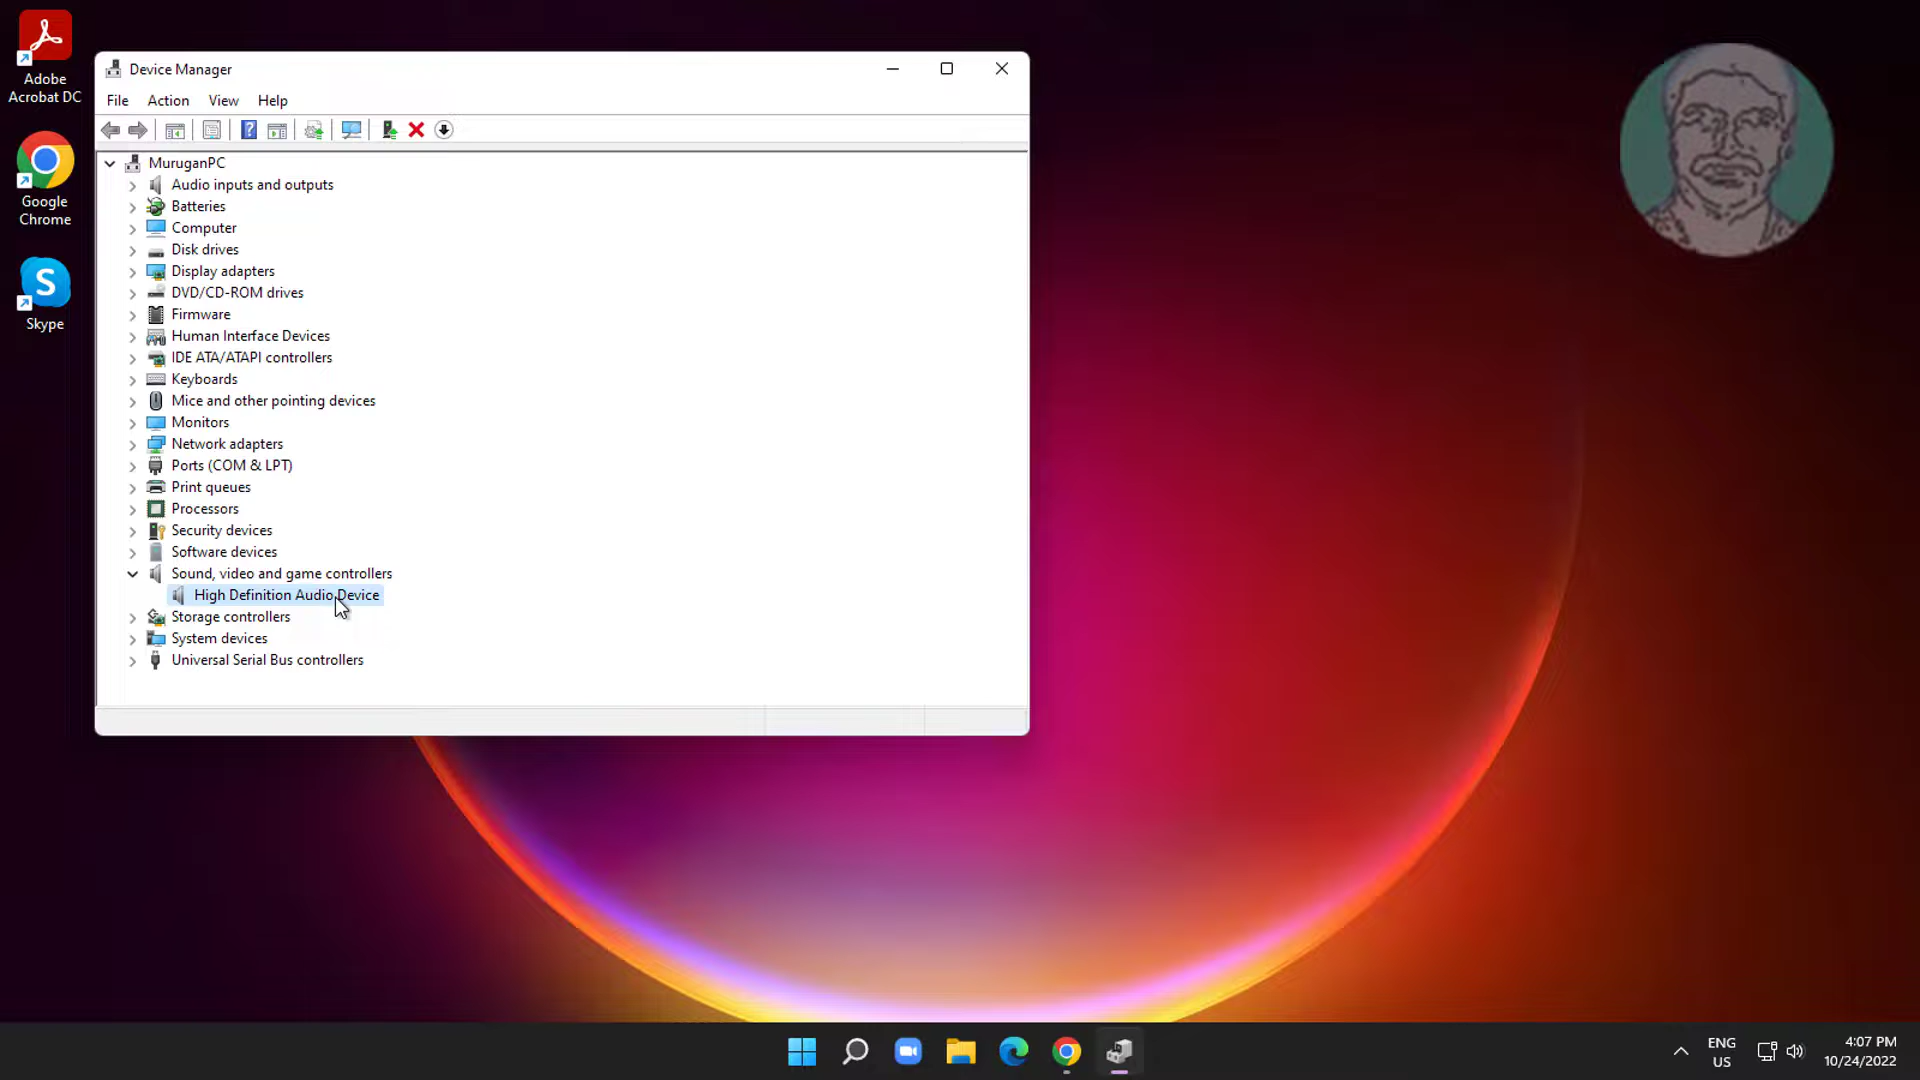 Adobe
Acrobat DC
Google
Chrome
Skype
Device Manager
File Action View Help
MuruganPC
Audio inputs and outputs
Batteries
Computer
Disk drives
Display adapters
DVD/CD-ROM drives
Firmware
Human Interface Devices
IDE ATA/ATAPI controllers
Keyboards
Mice and other pointing devices
Monitors
Network adapters
Ports (COM & LPT)
Print queues
Processors
Security devices
Software devices
Sound, video and game controllers
High Definition Audio Device
Storage controllers
System devices
Universal Serial Bus controllers
ENG
US
4:07 PM
10/24/2022